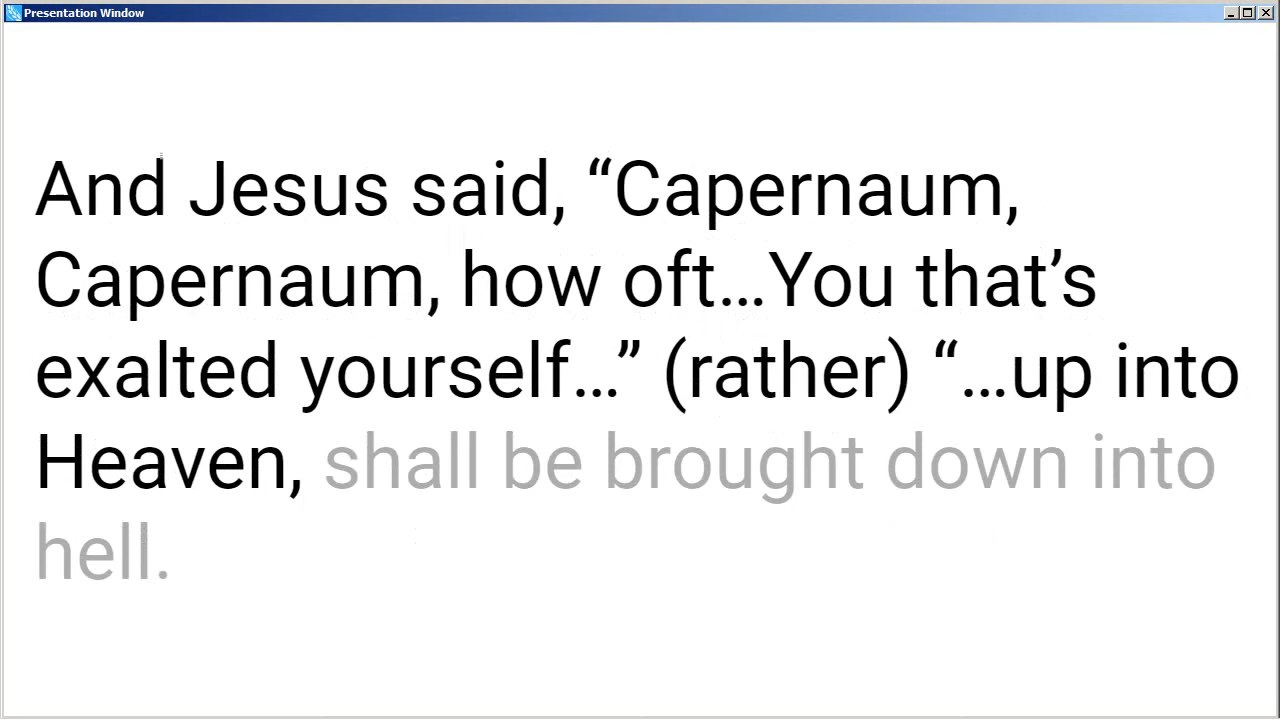 Presentation Window
And Jesus said, “Capernaum,
Capernaum, how oft…You that’s
exalted yourself…” (rather) “…up into
Heaven, shall be brought down into
hell.